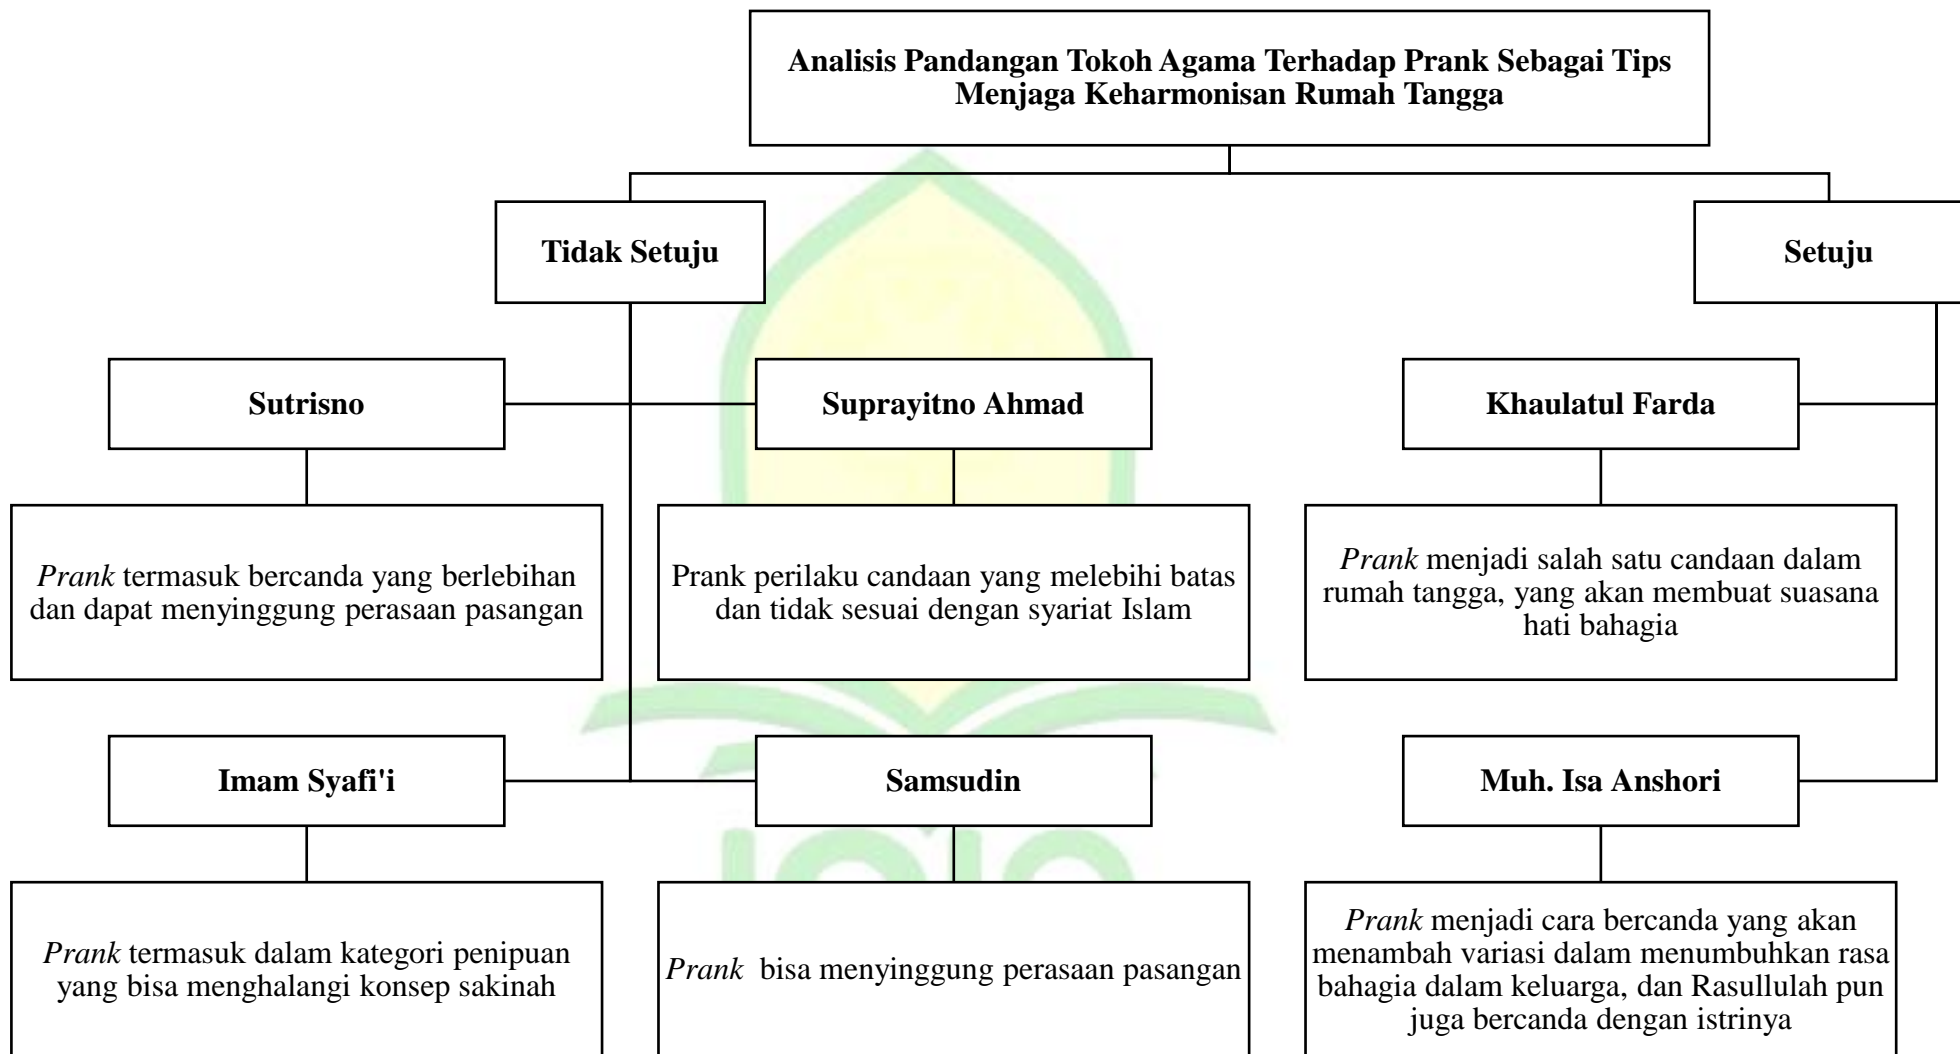 Analisis Pandangan Tokoh Agama Terhadap Prank Sebagai Tips
Menjaga Keharmonisan Rumah Tangga
Tidak Setuju
Setuju
Sutrisno
Suprayitno Ahmad
Khaulatul Farda
Prank termasuk bercanda yang berlebihan
dan dapat menyinggung perasaan pasangan
Prank perilaku candaan yang melebihi batas
dan tidak sesuai dengan syariat Islam
Prank menjadi salah satu candaan dalam
rumah tangga, yang akan membuat suasana
hati bahagia
Imam Syafi'i
Samsudin
Muh. Isa Anshori
Prank termasuk dalam kategori penipuan
yang bisa menghalangi konsep sakinah
Prank bisa menyinggung perasaan pasangan
Prank menjadi cara bercanda yang akan
menambah variasi dalam menumbuhkan rasa
bahagia dalam keluarga, dan Rasullulah pun
juga bercanda dengan istrinya